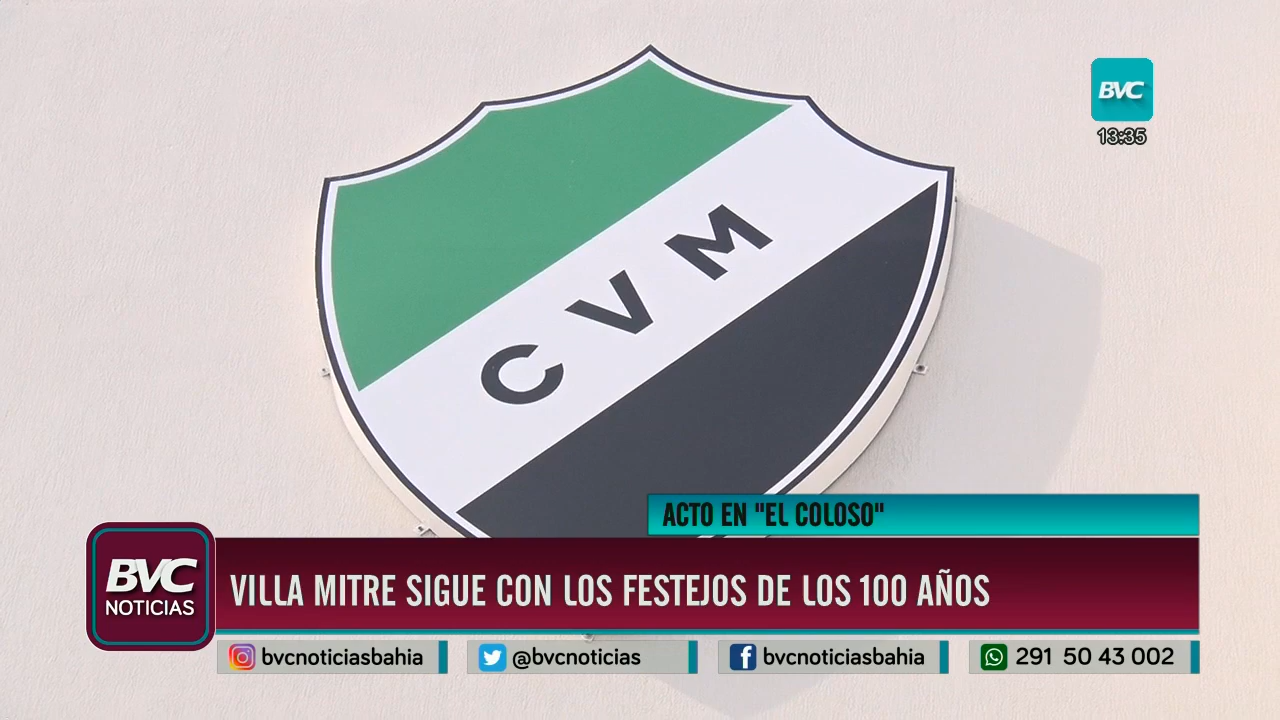 BVC
13:35
C V M
ACTO EN "EL COLOSO"
BVC
NOTICIAS
VILLA MITRE SIGUE CON LOS FESTEJOS DE LOS 100 AÑOS
bvcnoticiasbahia
@bvcnoticias
bvcnoticiasbahia
291 50 43 002